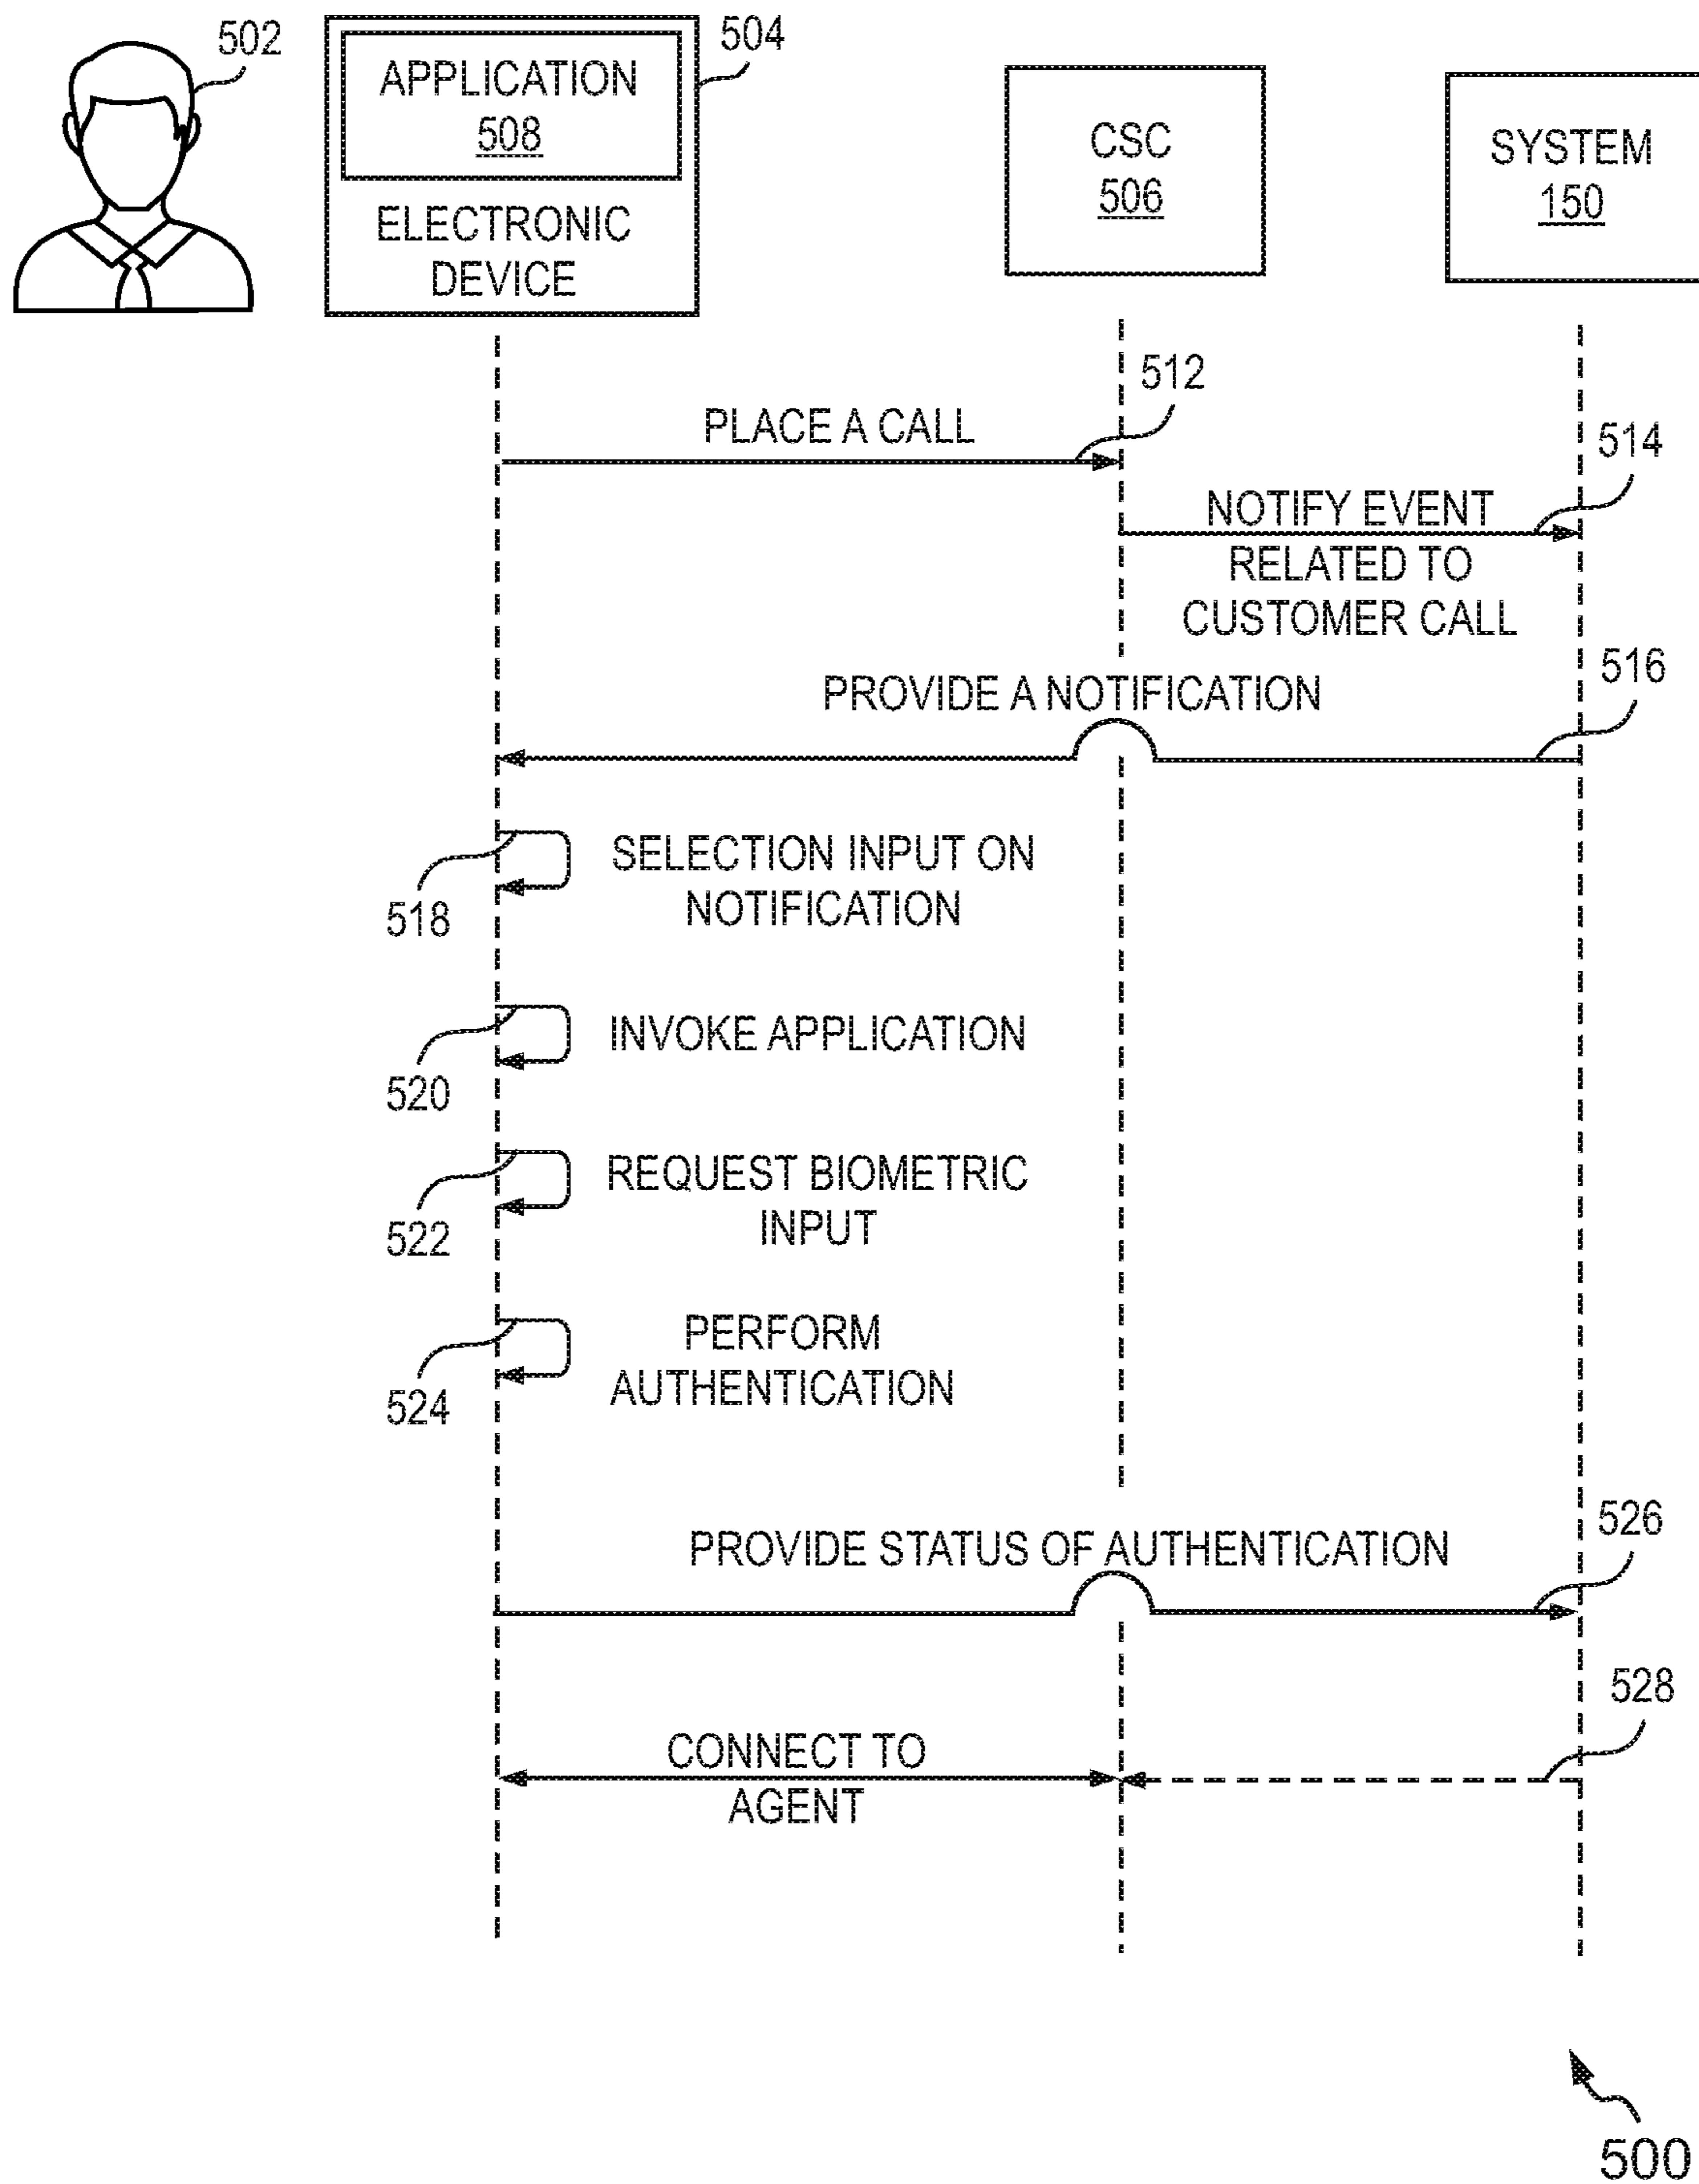 502
504
APPLICATION
508
ELECTRONIC
DEVICE
CSC
506
SYSTEM
150
512
PLACE A CALL
514
NOTIFY EVENT
RELATED TO
CUSTOMER CALL
516
PROVIDE A NOTIFICATION
SELECTION INPUT ON
NOTIFICATION
518
INVOKE APPLICATION
520
REQUEST BIOMETRIC
INPUT
522
PERFORM
AUTHENTICATION
524
526
PROVIDE STATUS OF AUTHENTICATION
528
CONNECT TO
AGENT
500